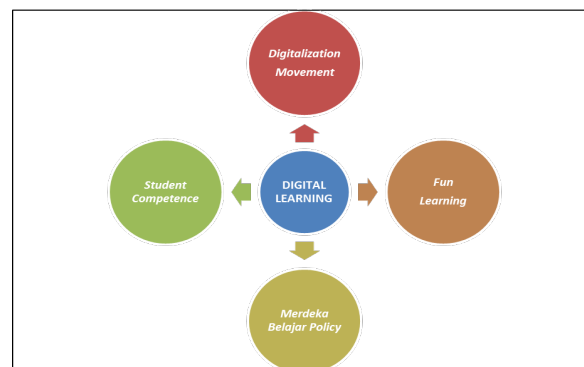 Digitalization
Movement
Student
Competence
DIGITAL
LEARNING
Fun
Learning
Merdeka
Belajar Policy